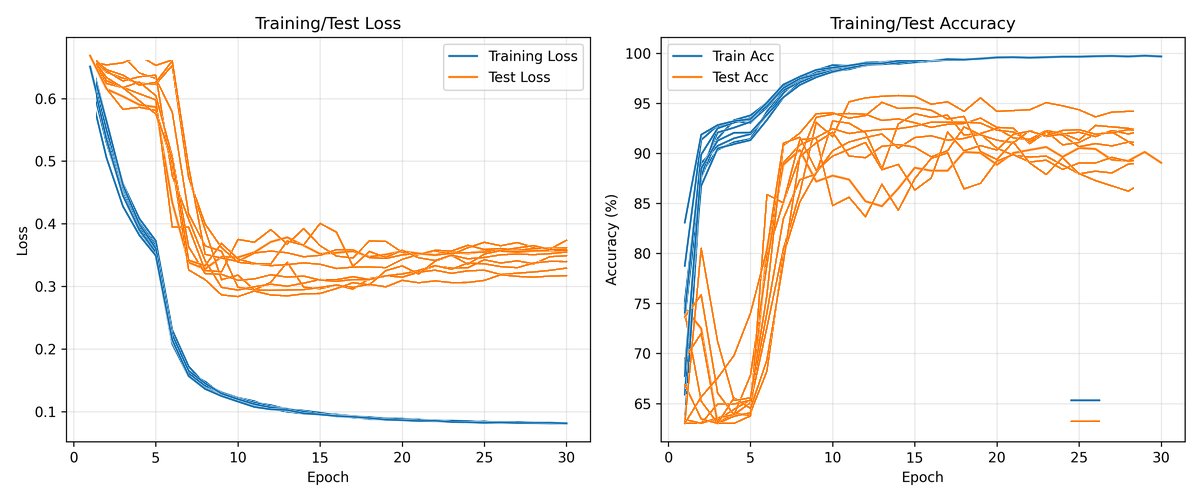 Training/Test Loss
Training Loss
Test Loss
Loss
0.6
0.5
0.4
0.3
0.2
0.1
0
5
10
15
20
25
30
Epoch
Training/Test Accuracy
Train Acc
Test Acc
Accuracy (%)
100
95
90
85
80
75
70
65
0
5
10
15
20
25
30
Epoch